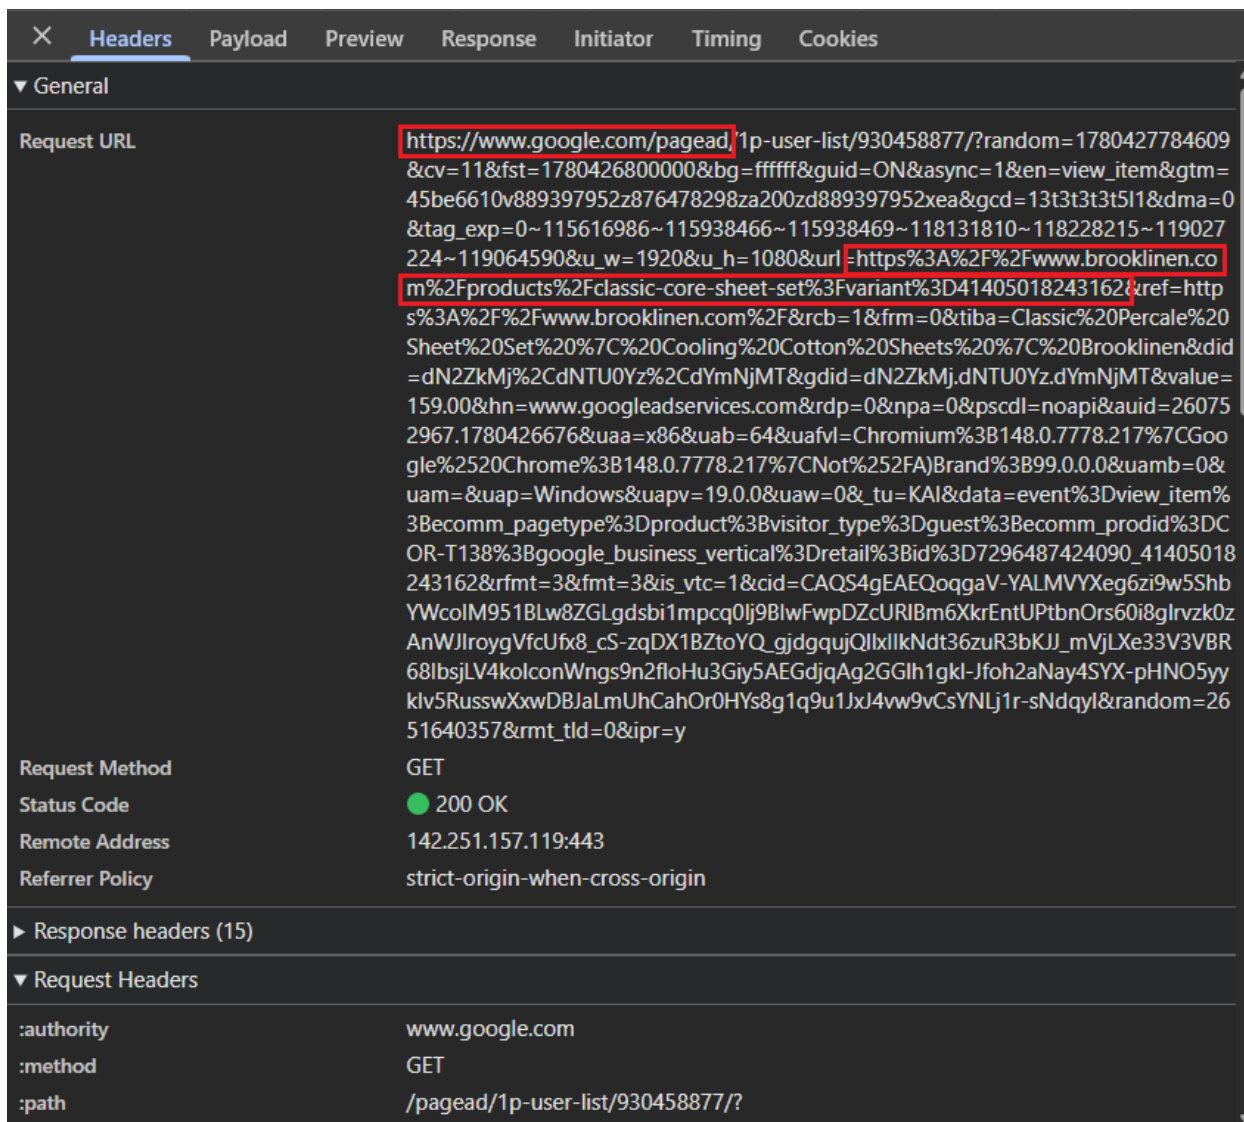 Headers Payload Preview Response Initiator Timing Cookies
General
Request URL
https://www.google.com/pagead/1p-user-list/930458877/?random=1780427784609
&cv=11&fst=1780426800000&bg=ffffff&guid=ON&async=1&en=view_item&gtm=
45be6610v889397952z876478298za200zd889397952xea&gcd=13t3t3t3t5l1&dma=0
&tag_exp=0~115616986~115938466~115938469~118131810~118228215~119027
224~119064590&u_w=1920&u_h=1080&url=https%3A%2F%2Fwww.brooklinen.co
m%2Fproducts%2Fclassic-core-sheet-set%3Fvariant%3D41405018243162&ref=http
s%3A%2F%2Fwww.brooklinen.com%2F&rcb=1&frm=0&tiba=Classic%20Percale%20
Sheet%20Set%20%7C%20Cooling%20Cotton%20Sheets%20%7C%20Brooklinen&did
=dN2ZkMj%2CdNTU0Yz%2CdYmNjMT&gdid=dN2ZkMj.dNTU0Yz.dYmNjMT&value=
159.00&hn=www.googleadservices.com&rdp=0&npa=0&pscdl=noapi&auid=26075
2967.1780426676&uaa=x86&uab=64&uafvl=Chromium%3B148.0.7778.217%7CGoo
gle%2520Chrome%3B148.0.7778.217%7CNot%252FA)Brand%3B99.0.0.0&uamb=0&
uam=&uap=Windows&uapv=19.0.0&uaw=0&_tu=KAI&data=event%3Dview_item%
3Becomm_pagetype%3Dproduct%3Bvisitor_type%3Dguest%3Becomm_prodid%3DC
OR-T138%3Bgoogle_business_vertical%3Dretail%3Bid%3D7296487424090_41405018
243162&rfmt=3&fmt=3&is_vtc=1&cid=CAQS4gEAEQoqgaV-YALMVYXeg6zi9w5Shb
YWcoIM951BLw8ZGLgdsbi1mpcq0lj9BlwFwpDZcURlBm6XkrEntUPtbnOrs60i8gIrvzk0z
AnWJlroygVfcUfx8_cS-zqDX1BZtoYQ_gjdgqujQllxIlkNdt36zuR3bKJJ_mVjLXe33V3VBR
68lbsjLV4kolconWngs9n2floHu3Giy5AEGdjqAg2GGlh1gkl-Jfoh2aNay4SYX-pHNO5yy
klv5RusswXxwDBJaLmUhCahOr0HYs8g1q9u1JxJ4vw9vCsYNLj1r-sNdqyI&random=26
51640357&rmt_tld=0&ipr=y
Request Method GET
Status Code 200 OK
Remote Address 142.251.157.119:443
Referrer Policy strict-origin-when-cross-origin
Response headers (15)
Request Headers
:authority www.google.com
:method GET
:path /pagead/1p-user-list/930458877/?